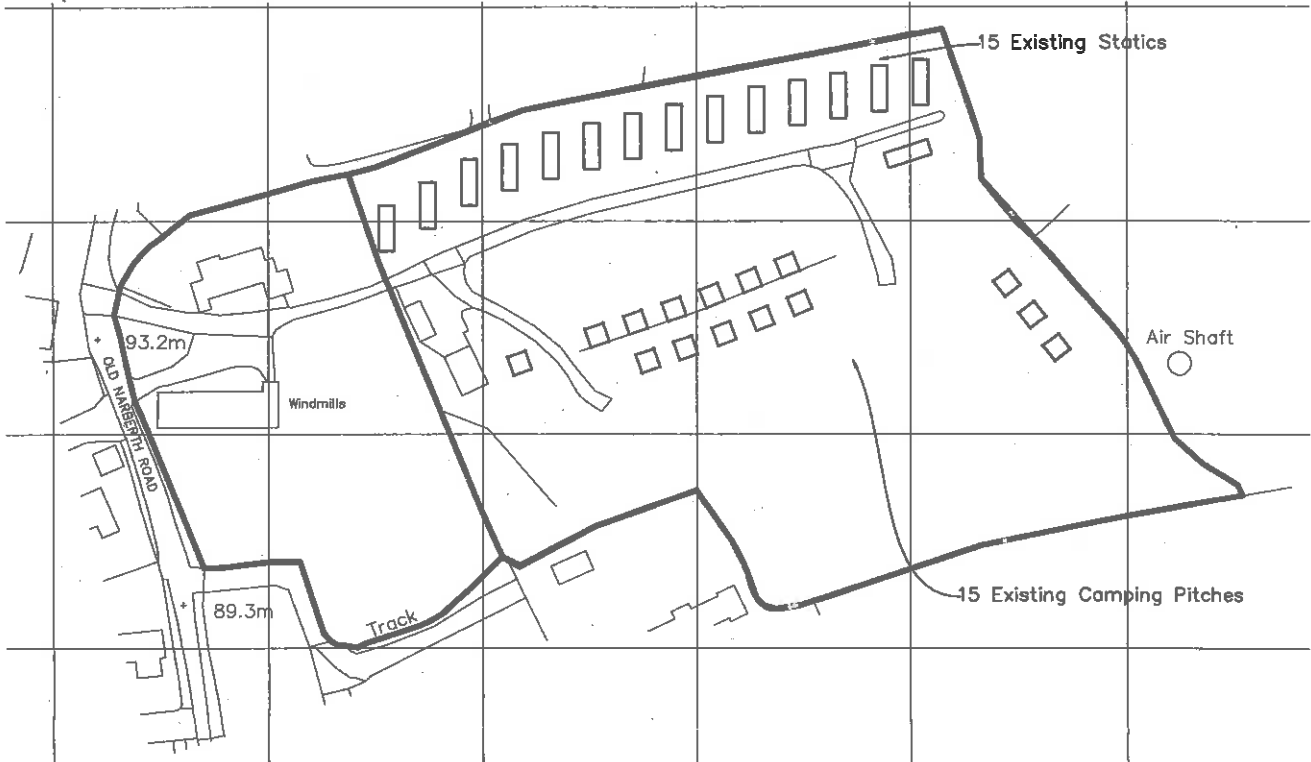 15 Existing Statics
93.2m
Air Shaft
OLD NARBERTH ROAD
Windmills
15 Existing Camping Pitches
89.3m
Track